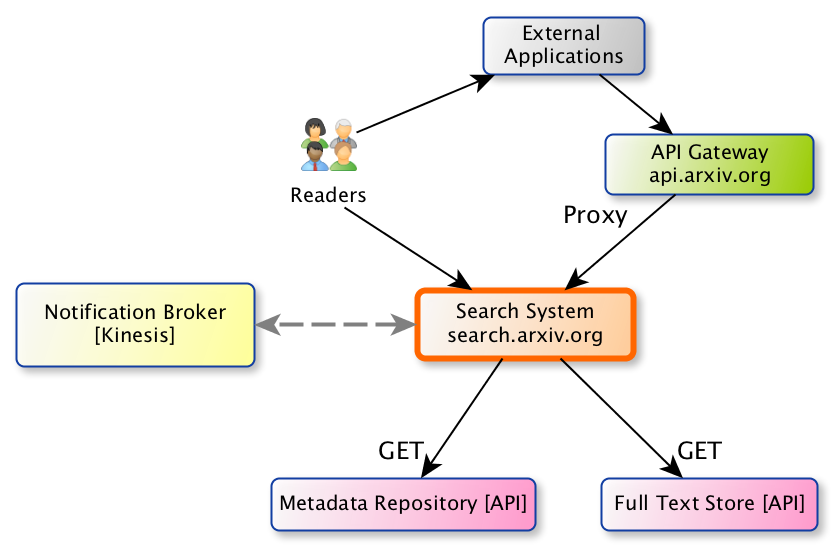 External
Applications
API Gateway
api.arxiv.org
Readers
Proxy
Notification Broker
[Kinesis]
Search System
search.arxiv.org
GET
GET
Metadata Repository [API]
Full Text Store [API]